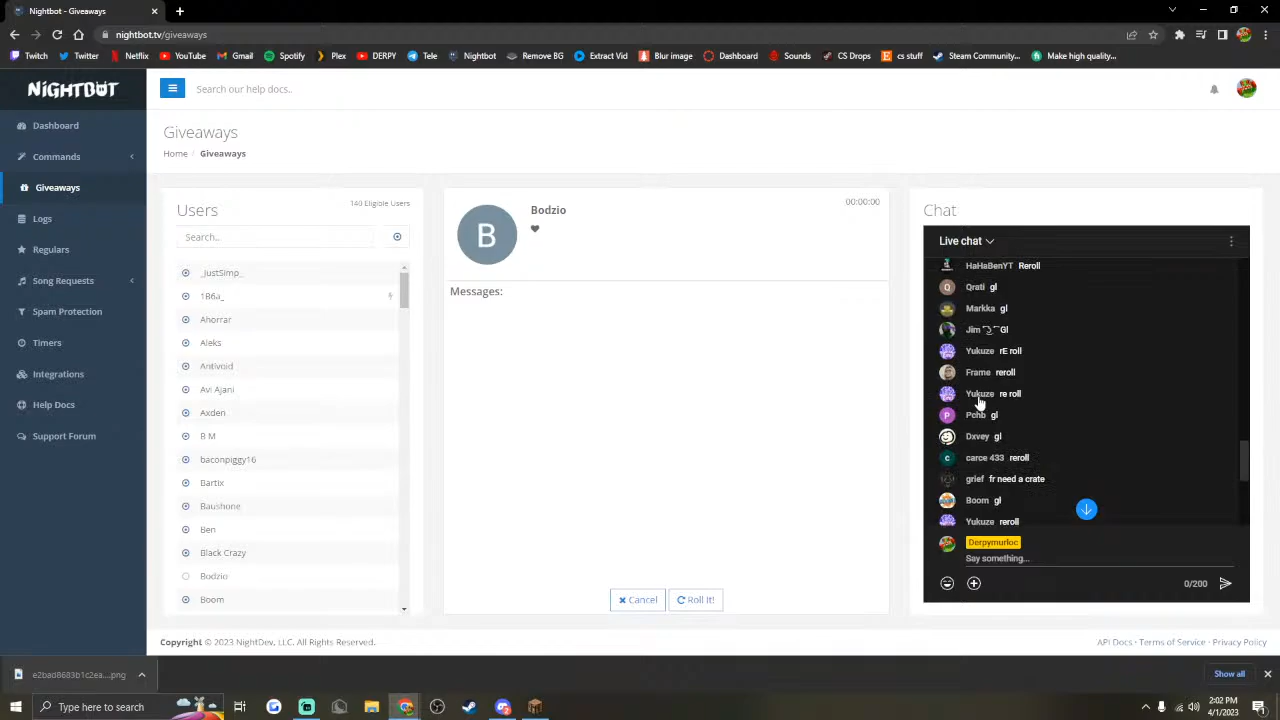 Nightbot - Giveaways
nightbot.tv/giveaways
Twitch Twitter Netflix YouTube Gmail Spotify Plex DERPY Tele Nightbot Remove BG Extract Vid Blur image Dashboard Sounds CS Drops cs stuff Steam Community... Make high quality...
NiGHTBOT
Search our help docs..
Dashboard
Commands
Giveaways
Logs
Regulars
Song Requests
Spam Protection
Timers
Integrations
Help Docs
Support Forum
Giveaways
Home / Giveaways
Users
140 Eligible Users
Search..
_JustSimp_
1B6a_
Ahorrar
Aleks
Antivoid
Avi Ajani
Axden
B M
baconpiggy16
Bartix
Baushone
Ben
Black Crazy
Bodzio
Boom
B
Bodzio
00:00:00
Messages:
Cancel
Roll It!
Chat
Live chat
HaHaBenYT Reroll
Q Qrati gl
Markka gl
Jim ͡° ͜ʖ ͡° Gl
Yukuze rE roll
Frame reroll
Yukuze re roll
P Pchb gl
Dxvey gl
c carce 433 reroll
grief fr need a crate
Boom gl
Yukuze reroll
Derpymurloc
Say something...
0/200
Copyright © 2023 NightDev, LLC. All Rights Reserved.
API Docs · Terms of Service · Privacy Policy
e2bad8683b1c2ea....png
Show all
Type here to search
2:02 PM
4/1/2023